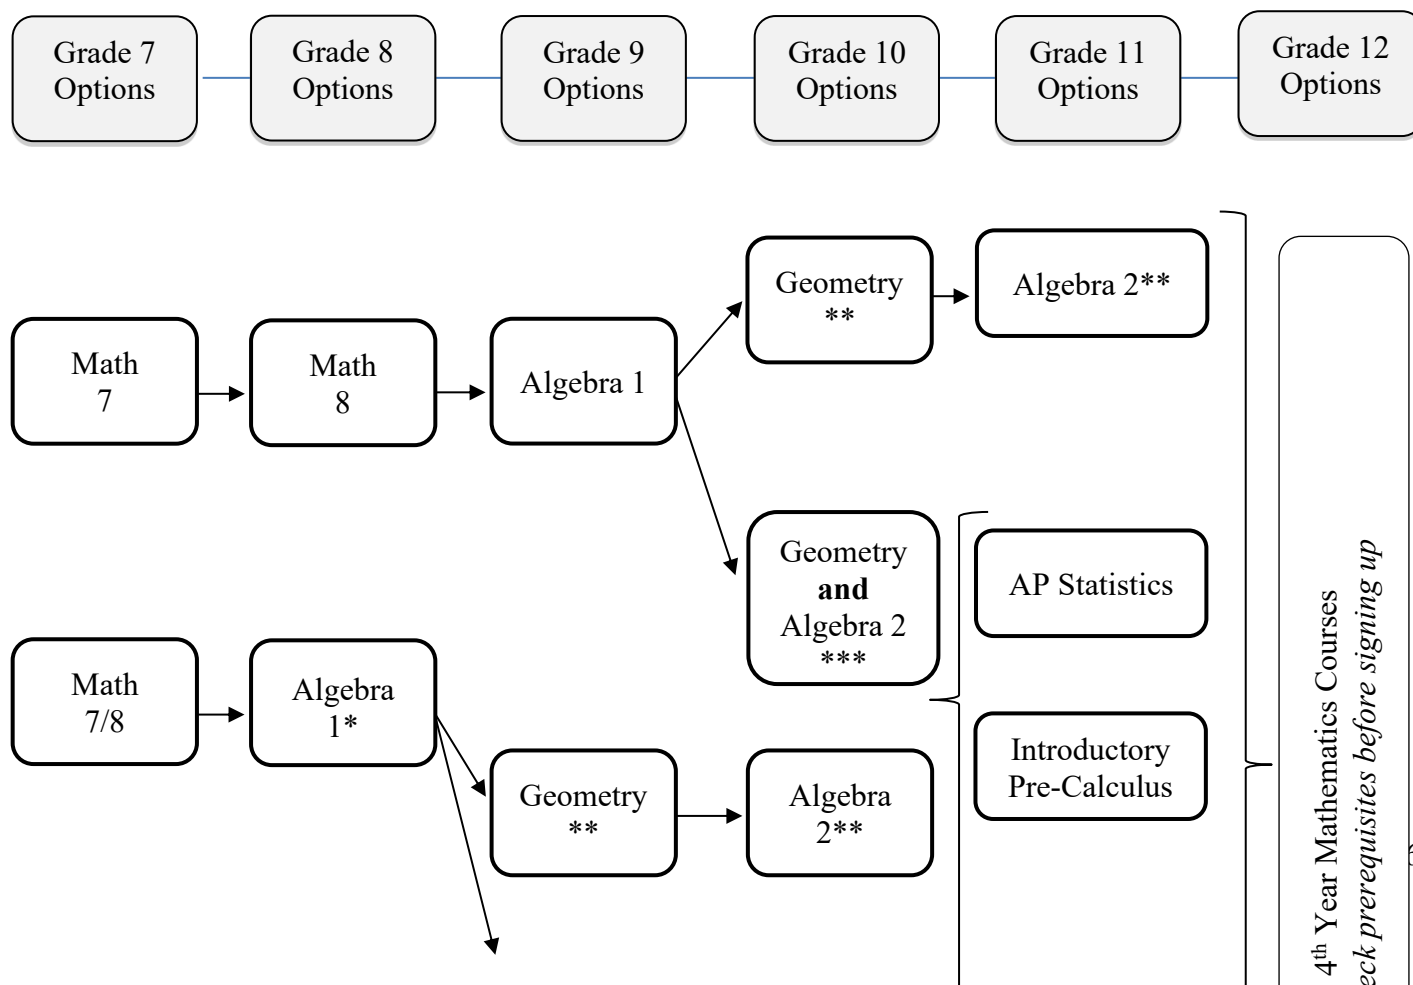 Grade 7
Options
Grade 8
Options
Grade 9
Options
Grade 10
Options
Grade 11
Options
Grade 12
Options
Geometry
**
Algebra 2**
Math
7
Math
8
Algebra 1
Geometry
and
Algebra 2
***
AP Statistics
Math
7/8
Algebra
1*
Introductory
Pre-Calculus
Geometry
**
Algebra
2**
4th Year Mathematics Courses
prerequisites before signing up